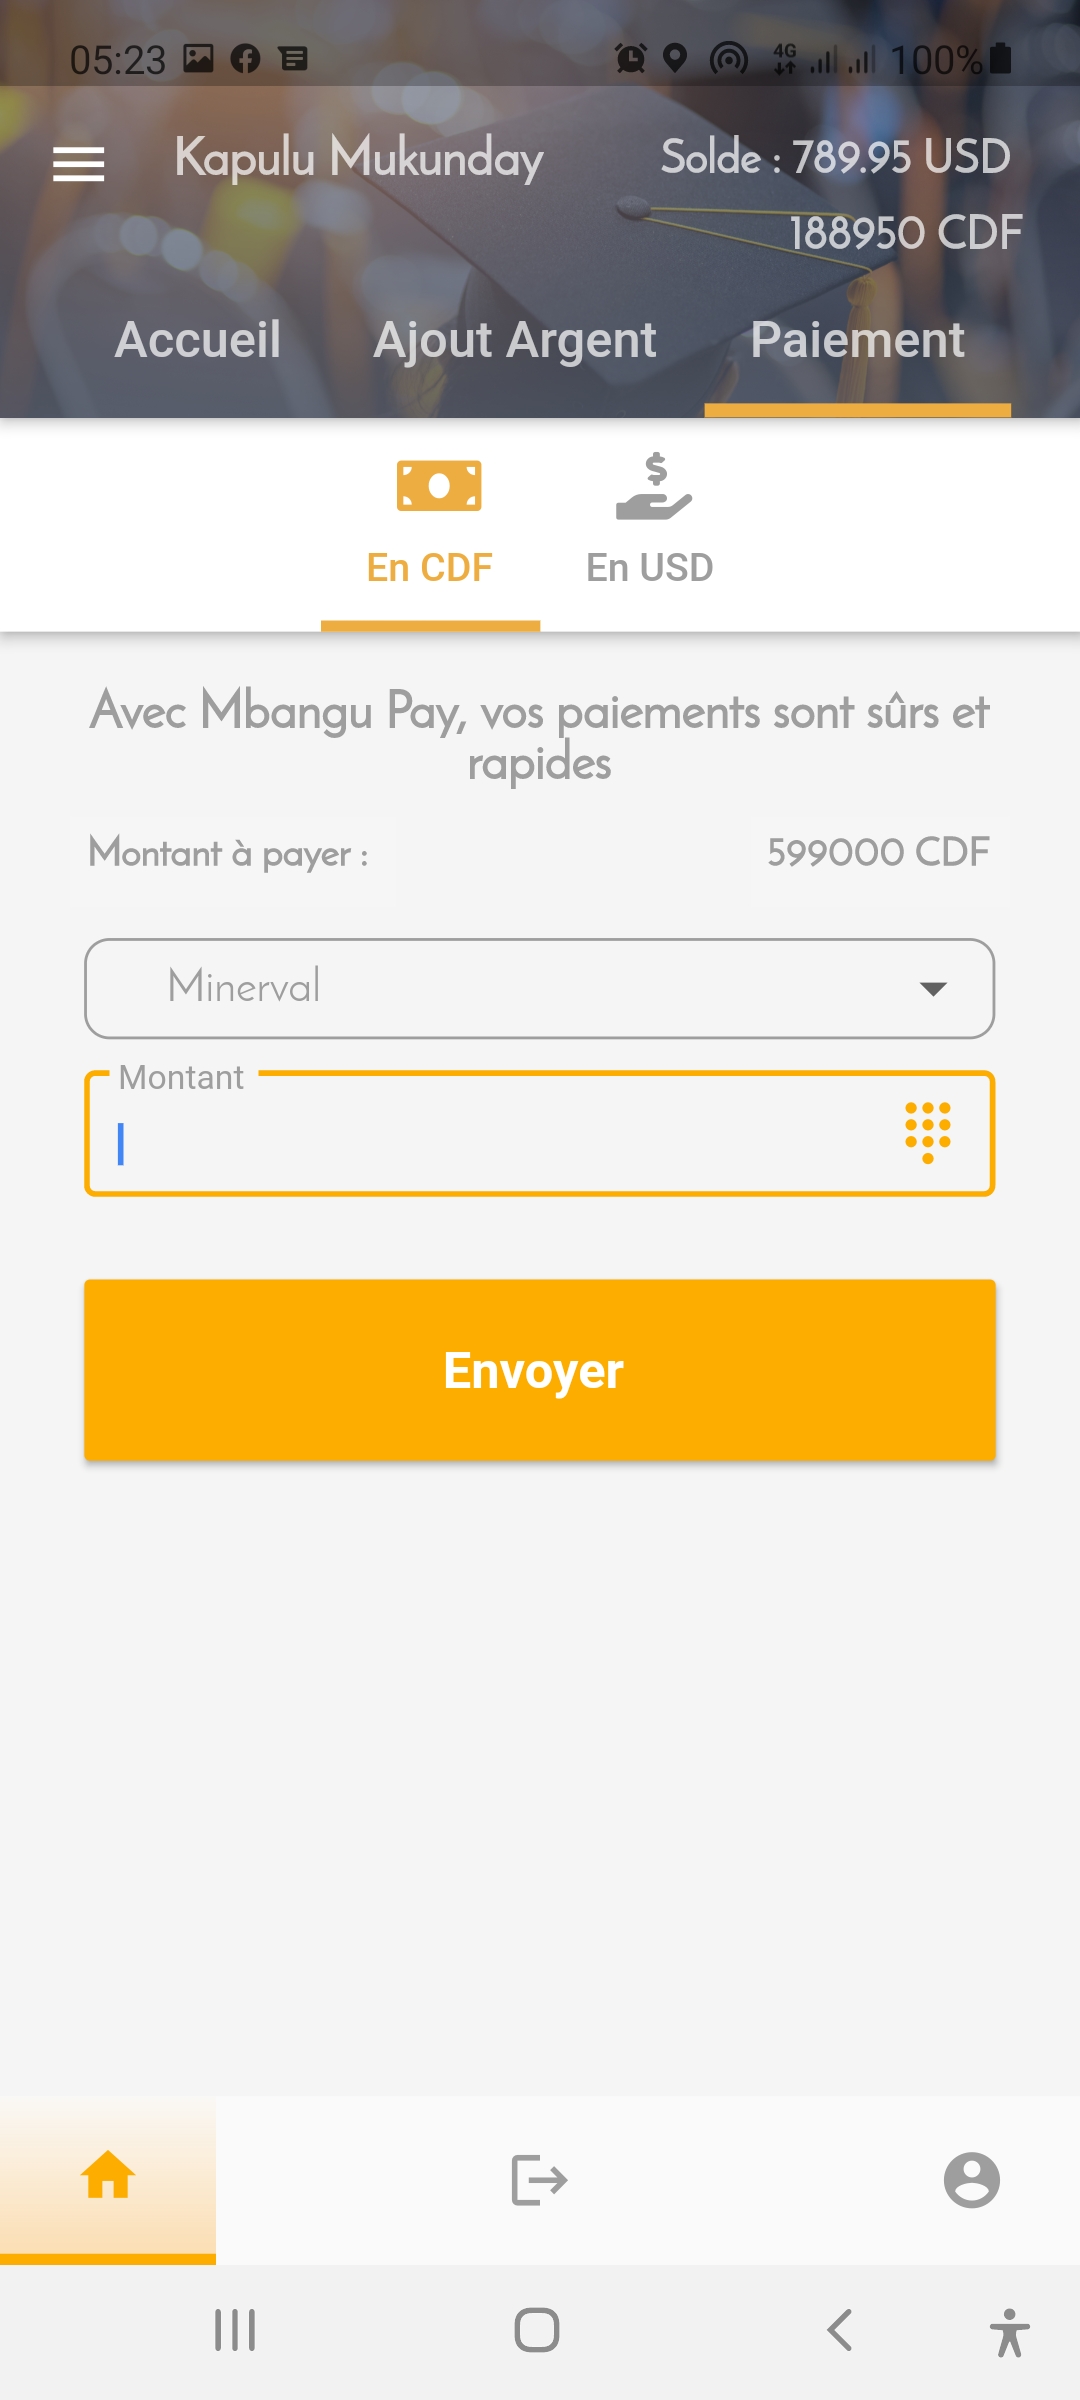 05:23
4G 100%
Kapulu Mukunday
Solde : 789.95 USD
188950 CDF
Accueil Ajout Argent Paiement
En CDF En USD
Avec Mbangu Pay, vos paiements sont sûrs et
rapides
Montant à payer : 599000 CDF
Minerval
Montant
Envoyer